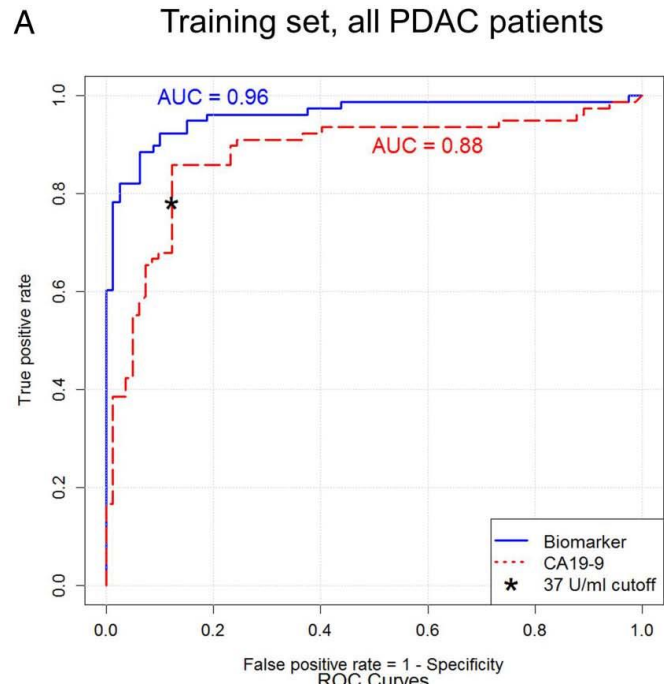 A
Training set, all PDAC patients
AUC = 0.96
AUC = 0.88
True positive rate
1.0
0.8
0.6
0.4
0.2
0.0
Biomarker
CA19-9
* 37 U/ml cutoff
0.0 0.2 0.4 0.6 0.8 1.0
False positive rate = 1 - Specificity
ROC Curves